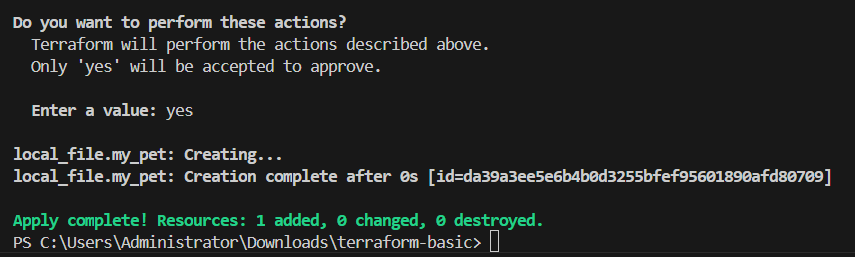 Do you want to perform these actions?
Terraform will perform the actions described above.
Only 'yes' will be accepted to approve.
Enter a value: yes
local_file.my_pet: Creating...
local_file.my_pet: Creation complete after 0s [id=da39a3ee5e6b4b0d3255bfef95601890afd80709]
Apply complete! Resources: 1 added, 0 changed, 0 destroyed.
PS C:\Users\Administrator\Downloads\terraform-basic>